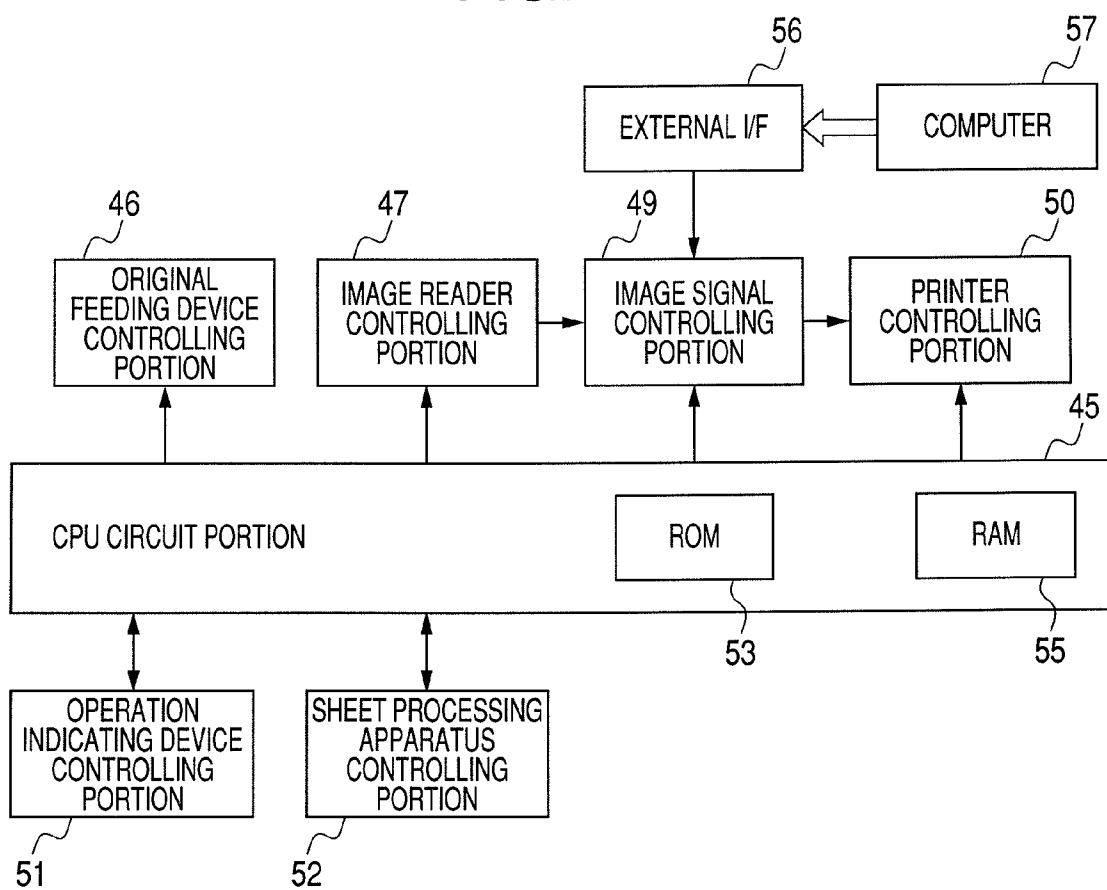 56
57
EXTERNAL I/F
COMPUTER
46
47
49
50
ORIGINAL
FEEDING DEVICE
CONTROLLING
PORTION
IMAGE READER
CONTROLLING
PORTION
IMAGE SIGNAL
CONTROLLING
PORTION
PRINTER
CONTROLLING
PORTION
45
CPU CIRCUIT PORTION
ROM
RAM
53
55
OPERATION
INDICATING DEVICE
CONTROLLING
PORTION
SHEET PROCESSING
APPARATUS
CONTROLLING
PORTION
51
52